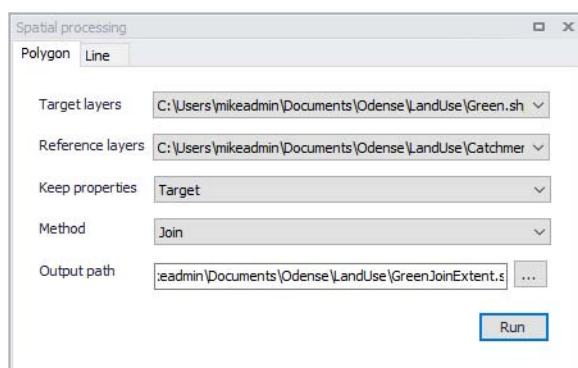 Spatial processing
Polygon Line
Target layers C:\Users\mikeadmin\Documents\Odense\LandUse\Green.sh
Reference layers C:\Users\mikeadmin\Documents\Odense\LandUse\Catchmer
Keep properties Target
Method Join
Output path :eadmin\Documents\Odense\LandUse\GreenJoinExtent.s ...
Run